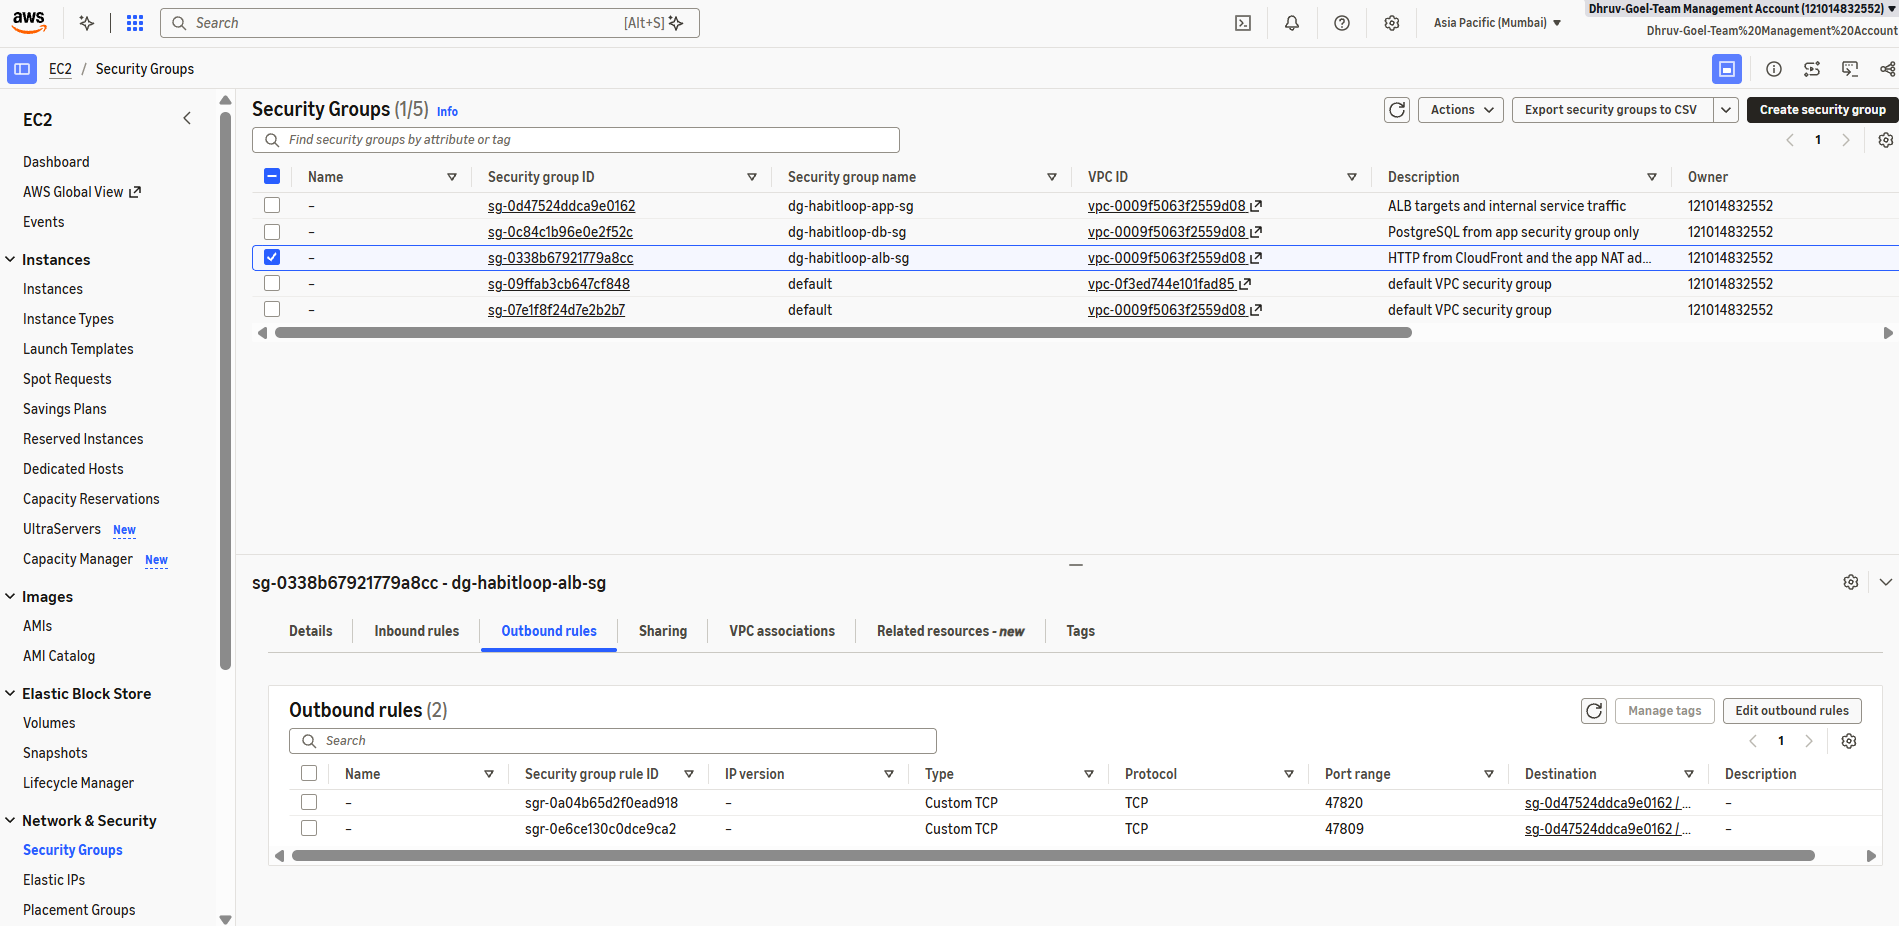 aws
Search [Alt+S]
Asia Pacific (Mumbai)
Dhruv-Goel-Team Management Account (121014832552)
Dhruv-Goel-Team%20Management%20Account
EC2 / Security Groups
EC2
Dashboard
AWS Global View
Events
Instances
Instances
Instance Types
Launch Templates
Spot Requests
Savings Plans
Reserved Instances
Dedicated Hosts
Capacity Reservations
UltraServers New
Capacity Manager New
Images
AMIs
AMI Catalog
Elastic Block Store
Volumes
Snapshots
Lifecycle Manager
Network & Security
Security Groups
Elastic IPs
Placement Groups
Security Groups (1/5) Info
Actions
Export security groups to CSV
Create security group
Find security groups by attribute or tag
1
Name Security group ID Security group name VPC ID Description Owner
– sg-0d47524ddca9e0162 dg-habitloop-app-sg vpc-0009f5063f2559d08 ALB targets and internal service traffic 121014832552
– sg-0c84c1b96e0e2f52c dg-habitloop-db-sg vpc-0009f5063f2559d08 PostgreSQL from app security group only 121014832552
– sg-0338b67921779a8cc dg-habitloop-alb-sg vpc-0009f5063f2559d08 HTTP from CloudFront and the app NAT ad... 121014832552
– sg-09ffab3cb647cf848 default vpc-0f3ed744e101fad85 default VPC security group 121014832552
– sg-07e1f8f24d7e2b2b7 default vpc-0009f5063f2559d08 default VPC security group 121014832552
sg-0338b67921779a8cc - dg-habitloop-alb-sg
Details Inbound rules Outbound rules Sharing VPC associations Related resources - new Tags
Outbound rules (2)
Manage tags
Edit outbound rules
Search
1
Name Security group rule ID IP version Type Protocol Port range Destination Description
– sgr-0a04b65d2f0ead918 – Custom TCP TCP 47820 sg-0d47524ddca9e0162 / ... –
– sgr-0e6ce130c0dce9ca2 – Custom TCP TCP 47809 sg-0d47524ddca9e0162 / ... –